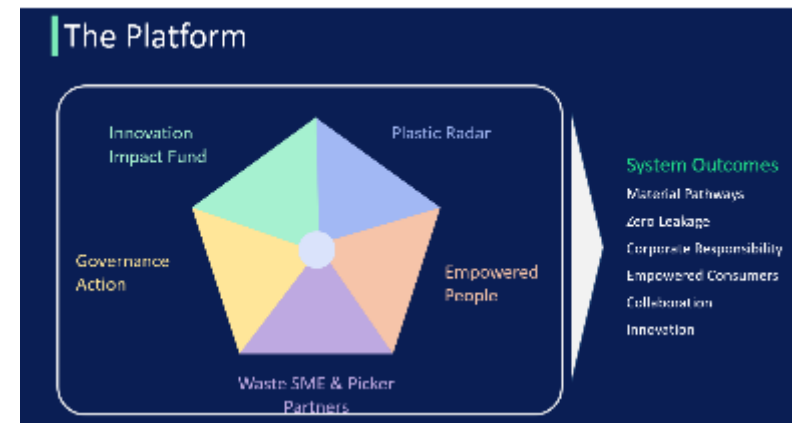 The Platform
Innovation
Impact Fund
Plastic Radar
Governance
Action
Empowered
People
Waste SME & Picker
Partners
System Outcomes
Material Pathways
Zero Leakage
Corporate Responsibility
Empowered Consumers
Collaboration
Innovation